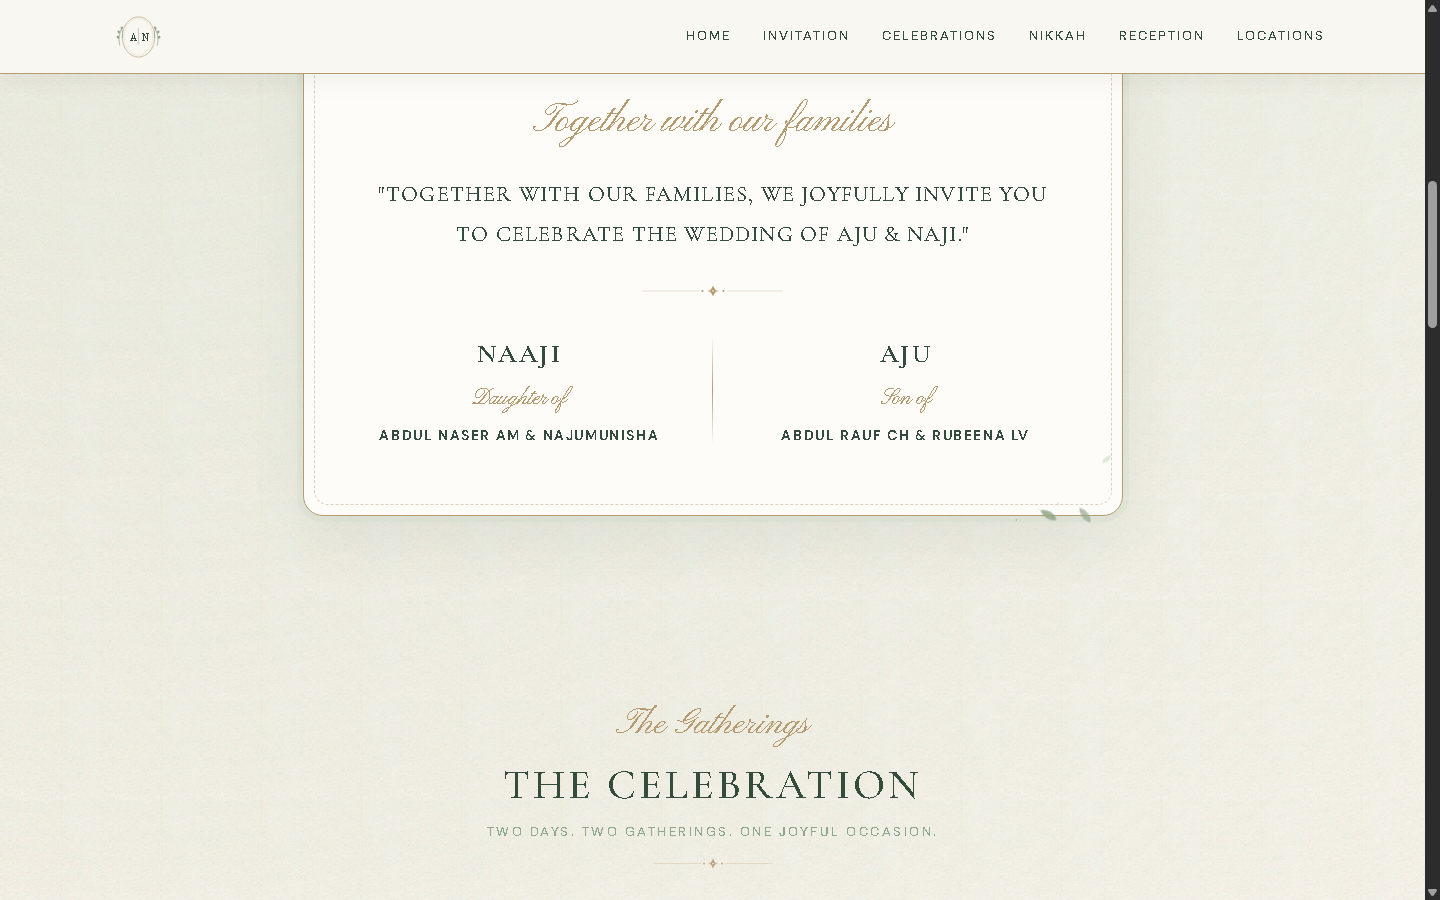 A N
HOME INVITATION CELEBRATIONS NIKKAH RECEPTION LOCATIONS
Together with our families
"TOGETHER WITH OUR FAMILIES, WE JOYFULLY INVITE YOU
TO CELEBRATE THE WEDDING OF AJU & NAJI."
NAAJI
Daughter of
ABDUL NASER AM & NAJUMUNISHA
AJU
Son of
ABDUL RAUF CH & RUBEENA LV
The Gatherings
THE CELEBRATION
TWO DAYS. TWO GATHERINGS. ONE JOYFUL OCCASION.